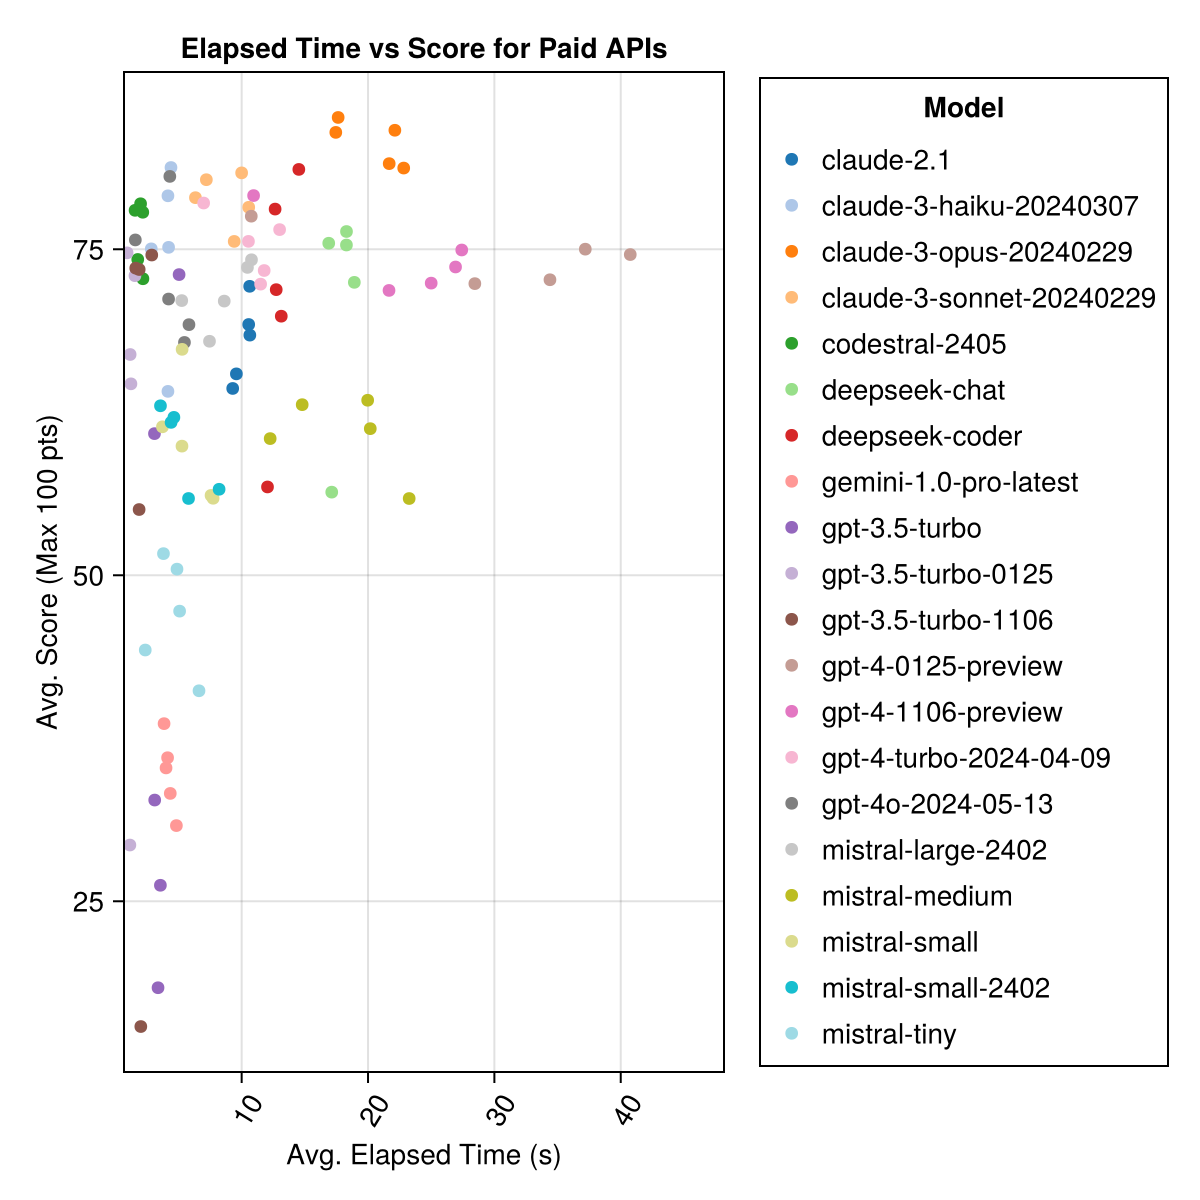 Elapsed Time vs Score for Paid APIs
Avg. Score (Max 100 pts)
75
50
25
10
20
30
40
Avg. Elapsed Time (s)
Model
claude-2.1
claude-3-haiku-20240307
claude-3-opus-20240229
claude-3-sonnet-20240229
codestral-2405
deepseek-chat
deepseek-coder
gemini-1.0-pro-latest
gpt-3.5-turbo
gpt-3.5-turbo-0125
gpt-3.5-turbo-1106
gpt-4-0125-preview
gpt-4-1106-preview
gpt-4-turbo-2024-04-09
gpt-4o-2024-05-13
mistral-large-2402
mistral-medium
mistral-small
mistral-small-2402
mistral-tiny